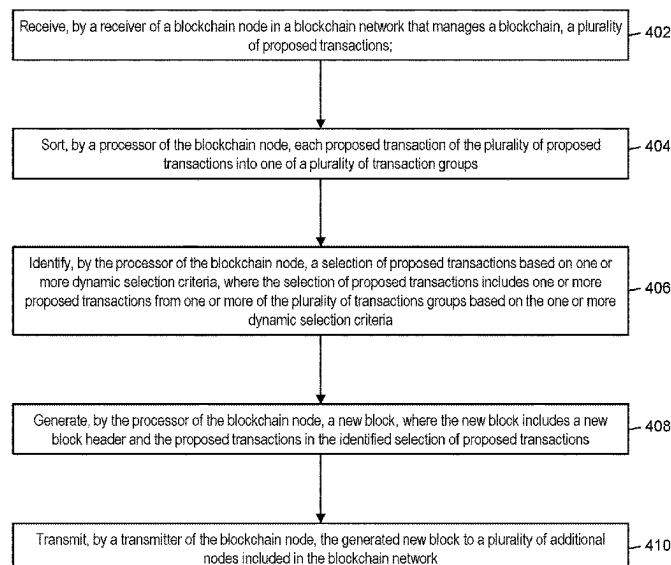 Receive, by a receiver of a blockchain node in a blockchain network that manages a blockchain, a plurality
of proposed transactions;
402
Sort, by a processor of the blockchain node, each proposed transaction of the plurality of proposed
transactions into one of a plurality of transaction groups
404
Identify, by the processor of the blockchain node, a selection of proposed transactions based on one or
more dynamic selection criteria, where the selection of proposed transactions includes one or more
proposed transactions from one or more of the plurality of transactions groups based on the one or more
dynamic selection criteria
406
Generate, by the processor of the blockchain node, a new block, where the new block includes a new
block header and the proposed transactions in the identified selection of proposed transactions
408
Transmit, by a transmitter of the blockchain node, the generated new block to a plurality of additional
nodes included in the blockchain network
410